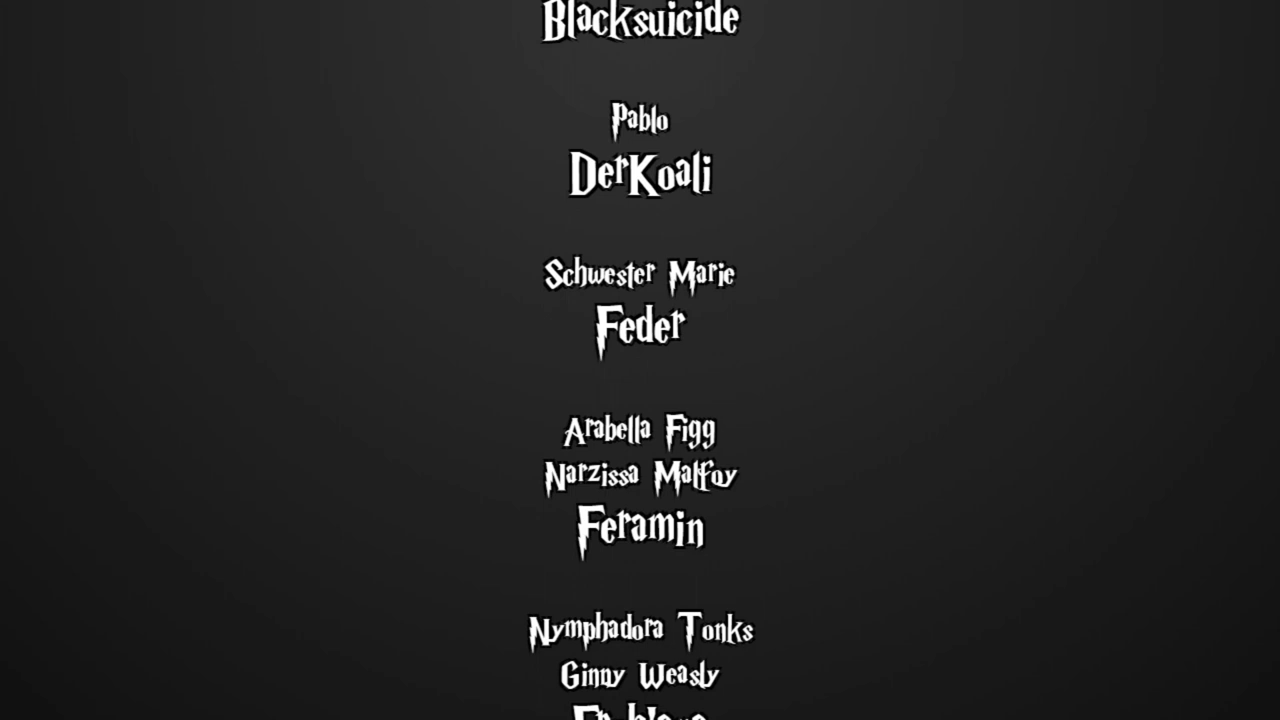 Blacksuicide
Pablo
DerKoali
Schwester Marie
Feder
Arabella Figg
Narzissa Malfoy
Feramin
Nymphadora Tonks
Ginny Weasly